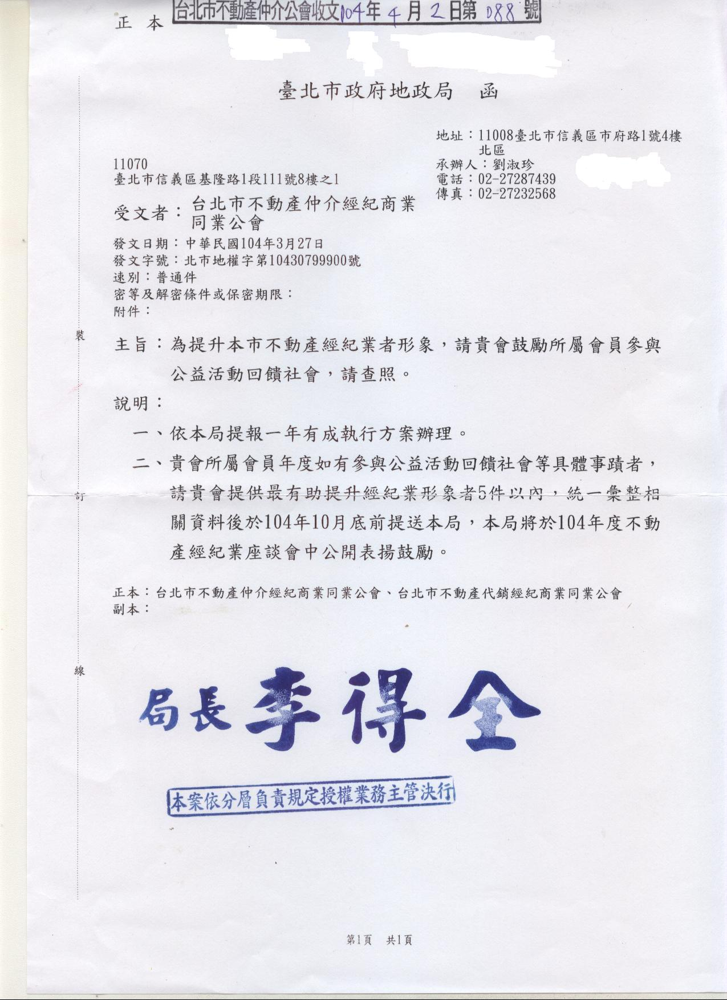 台北市不動產仲介公會收文104年4月2日第088號
正本
臺北市政府地政局 函
地址：11008臺北市信義區市府路1號4樓
北區
承辦人：劉淑珍
電話：02-27287439
傳真：02-27232568
11070
臺北市信義區基隆路1段111號8樓之1
受文者：台北市不動產仲介經紀商業
同業公會
發文日期：中華民國104年3月27日
發文字號：北市地權字第10430799900號
速別：普通件
密等及解密條件或保密期限：
附件：
主旨：為提升本市不動產經紀業者形象，請貴會鼓勵所屬會員參與
公益活動回饋社會，請查照。
說明：
一、依本局提報一年有成執行方案辦理。
二、貴會所屬會員年度如有參與公益活動回饋社會等具體事蹟者，
請貴會提供最有助提升經紀業形象者5件以內，統一彙整相
關資料後於104年10月底前提送本局，本局將於104年度不動
產經紀業座談會中公開表揚鼓勵。
正本：台北市不動產仲介經紀商業同業公會、台北市不動產代銷經紀商業同業公會
副本：
局長 李得全
本案依分層負責規定授權業務主管決行
裝
訂
線
第1頁 共1頁